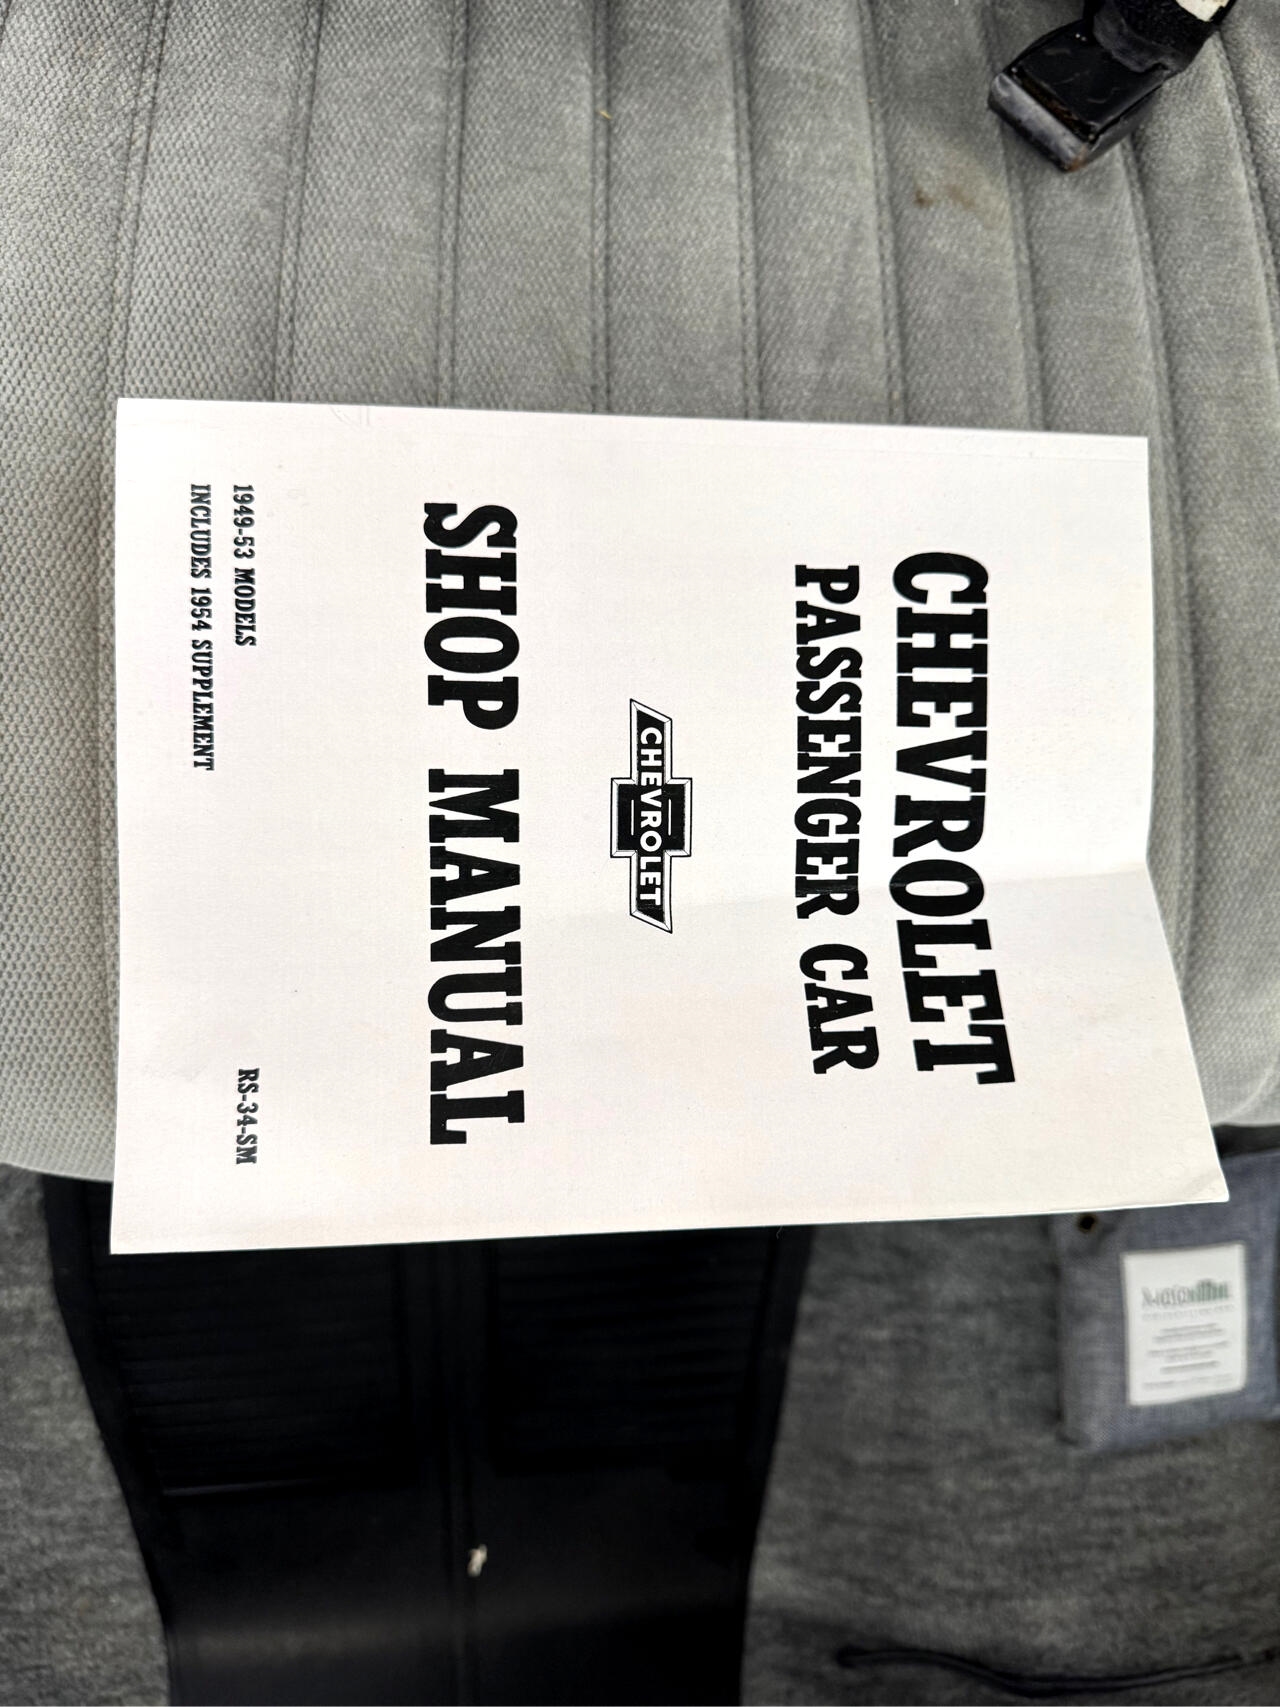 CHEVROLET
PASSENGER CAR
CHEVROLET
SHOP MANUAL
1949-53 MODELS
RS-34-SM
INCLUDES 1954 SUPPLEMENT